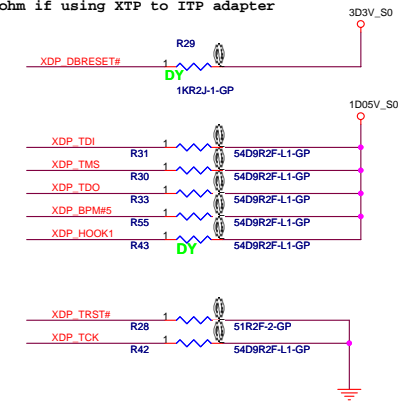 ohm if using XTP to ITP adapter
3D3V_S0
R29
XDP_DBRESET#
1
DY
1KR2J-1-GP
1D05V_S0
XDP_TDI
1
R31
54D9R2F-L1-GP
XDP_TMS
1
R30
54D9R2F-L1-GP
XDP_TDO
1
R33
54D9R2F-L1-GP
XDP_BPM#5
1
R55
54D9R2F-L1-GP
XDP_HOOK1
1
R43
DY
54D9R2F-L1-GP
XDP_TRST#
1
R28
51R2F-2-GP
XDP_TCK
1
R42
54D9R2F-L1-GP